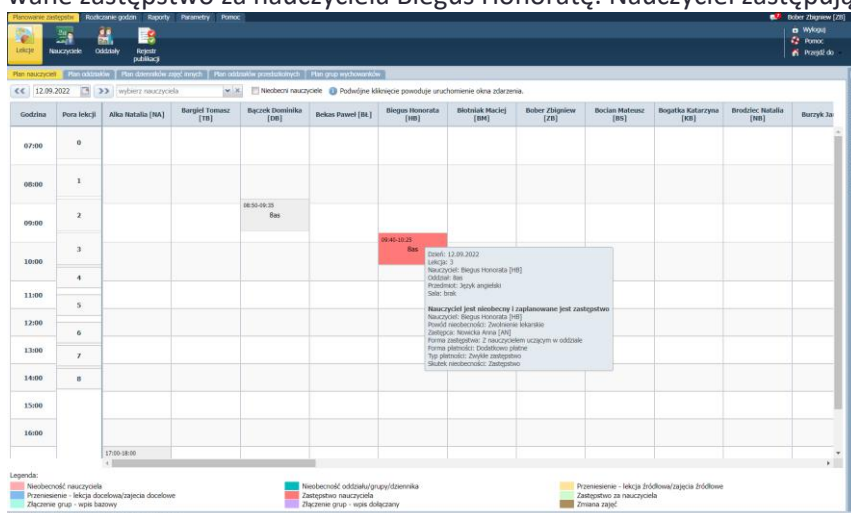 wane zastępstwo za nauczyciela Biegus Honoratę. Nauczyciel zastępują
Planowanie zastępstw Rozliczanie godzin Raporty Parametry Pomoc Bober Zbigniew [ZB]
Lekcje Nauczyciele Oddziały Rejestr publikacji
Wyloguj
Pomoc
Przejdź do
Plan nauczycieli Plan oddziałów Plan dzienników zajęć innych Plan oddziałów przedszkolnych Plan grup wychowanków
12.09.2022 wybierz nauczyciela Nieobecni nauczyciele Podwójne kliknięcie powoduje uruchomienie okna zdarzenia.
Godzina Pora lekcji Alka Natalia [NA] Bargieł Tomasz [TB] Bączek Dominika [DB] Bekas Paweł [BŁ] Biegus Honorata [HB] Błotniak Maciej [BM] Bober Zbigniew [ZB] Bocian Mateusz [BS] Bogatka Katarzyna [KB] Brodziec Natalia [NB] Burzyk Ja
07:00 0
08:00 1
08:50-09:35
8as
09:00 2
09:40-10:25
8as
10:00 3
4
11:00 5
12:00 6
13:00 7
14:00 8
15:00
16:00
17:00-18:00
Dzień: 12.09.2022
Lekcja: 3
Nauczyciel: Biegus Honorata [HB]
Oddział: 8as
Przedmiot: Język angielski
Sala: brak
Nauczyciel jest nieobecny i zaplanowane jest zastępstwo
Nauczyciel: Biegus Honorata [HB]
Powód nieobecności: Zwolnienie lekarskie
Zastępca: Nowicka Anna [AN]
Forma zastępstwa: Z nauczycielem uczącym w oddziale
Forma płatności: Dodatkowo płatne
Typ płatności: Zwykłe zastępstwo
Skutek nieobecności: Zastępstwo
Legenda:
Nieobecność nauczyciela Nieobecność oddziału/grupy/dziennika Przeniesienie - lekcja źródłowa/zajęcia źródłowe
Przeniesienie - lekcja docelowa/zajęcia docelowe Zastępstwo nauczyciela Zastępstwo za nauczyciela
Złączenie grup - wpis bazowy Złączenie grup - wpis dołączany Zmiana zajęć